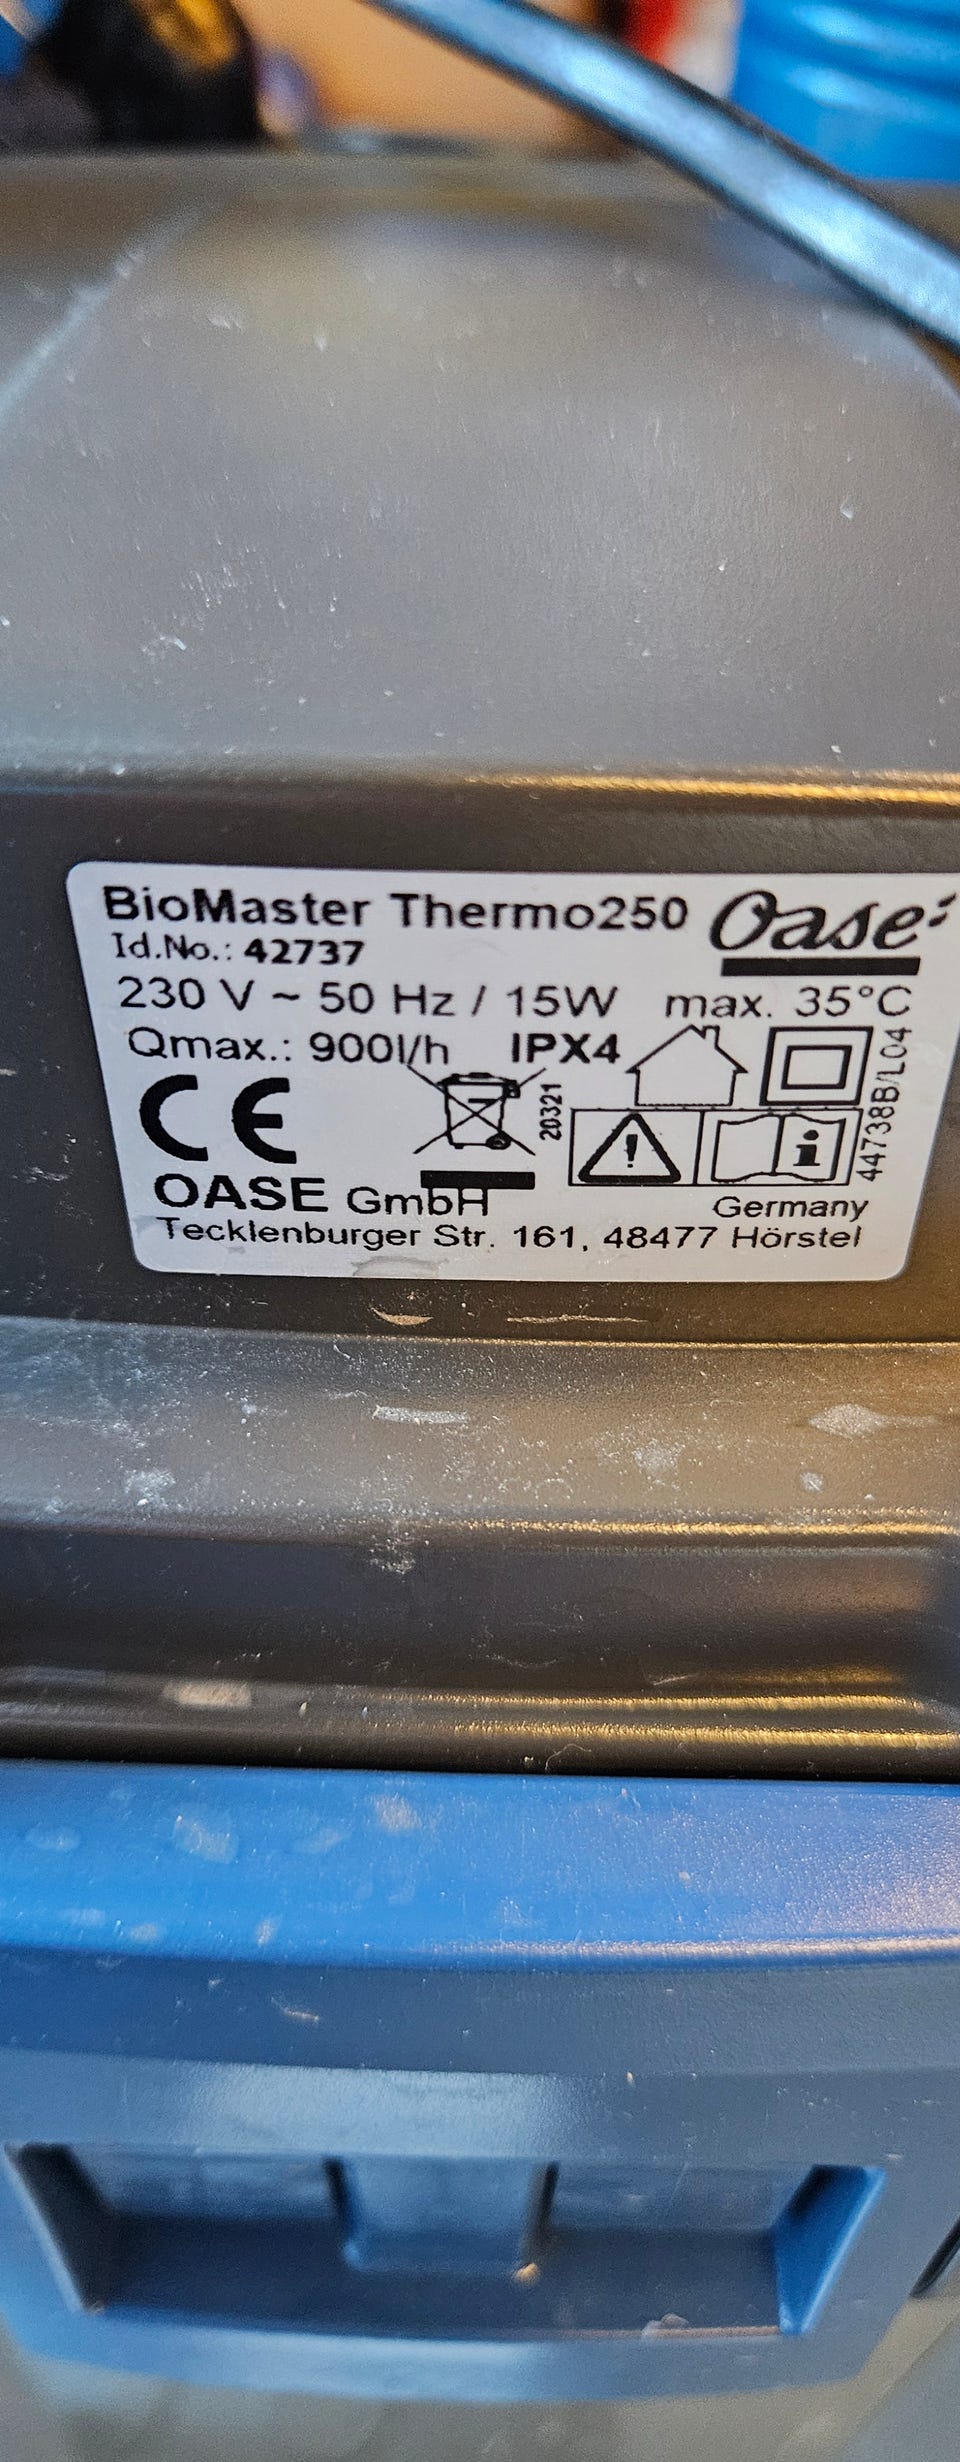 BioMaster Thermo250
Oase
Id.No.: 42737
230 V ~ 50 Hz / 15W max. 35°C
Qmax.: 900l/h IPX4
20321
44738B/L04
CE
OASE GmbH
Germany
Tecklenburger Str. 161, 48477 Hörstel